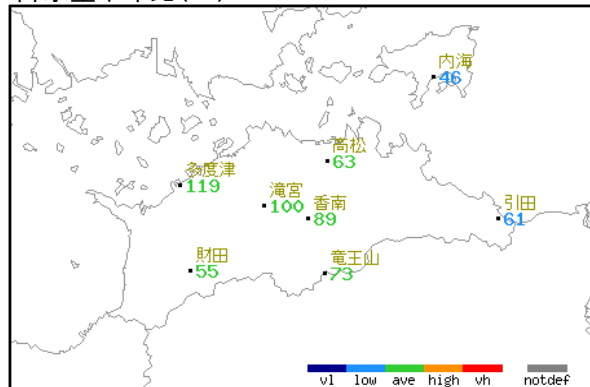 内海
46
高松
63
多度津
119
滝宮
100
香南
89
引田
61
財田
55
竜王山
73
vl low ave high vh notdef